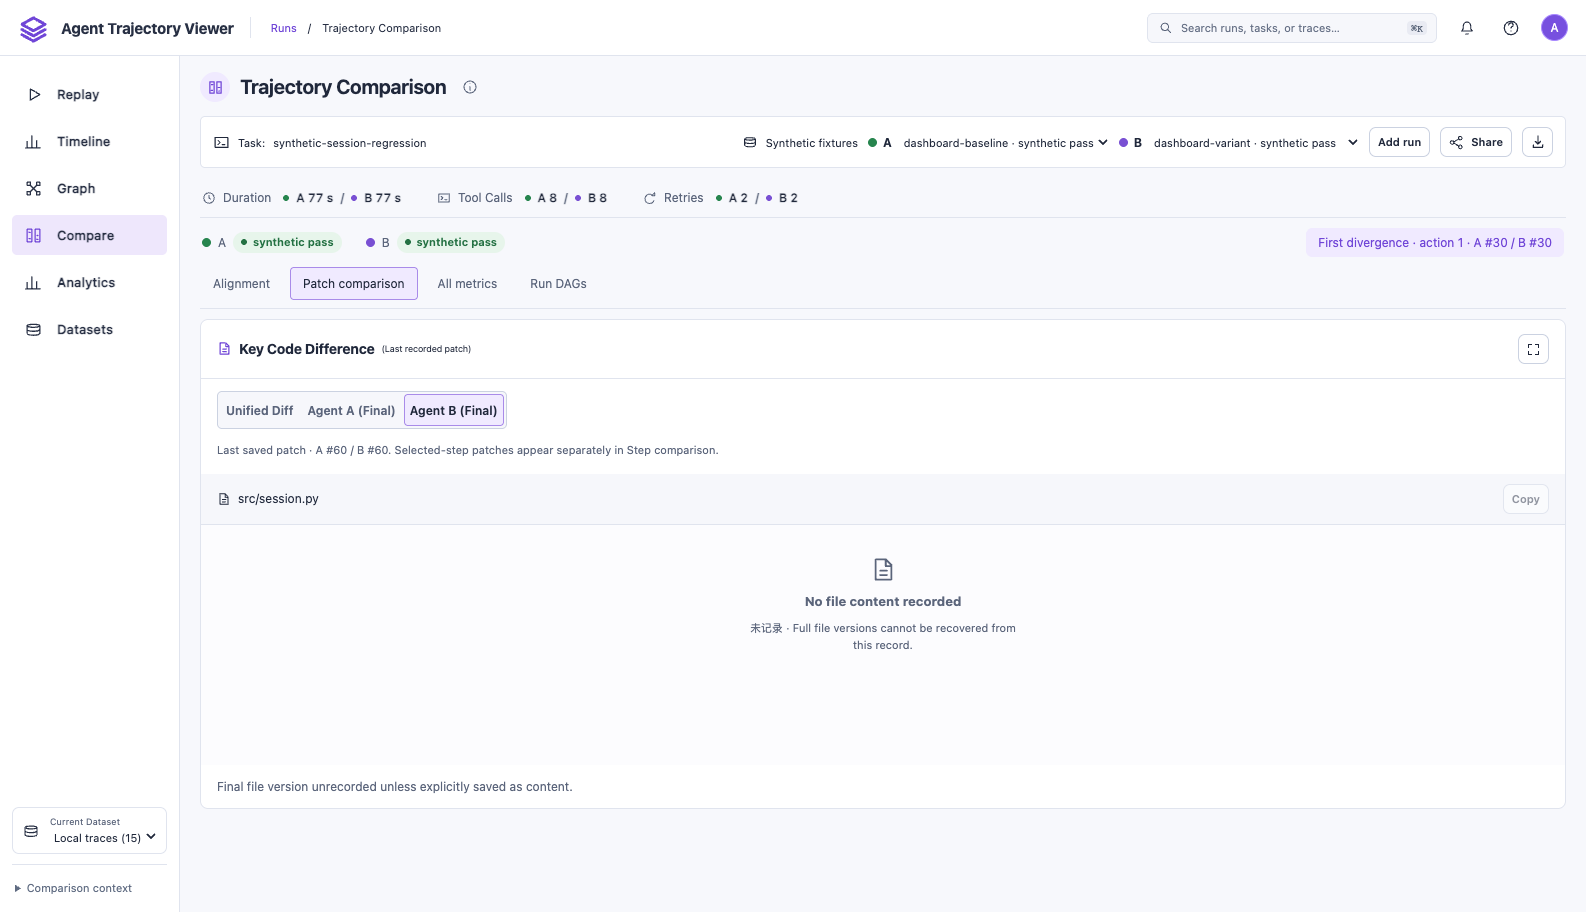 Agent Trajectory Viewer
Runs / Trajectory Comparison
Search runs, tasks, or traces...
⌘K
A
Replay
Timeline
Graph
Compare
Analytics
Datasets
Current Dataset
Local traces (15)
Comparison context
Trajectory Comparison
Task: synthetic-session-regression
Synthetic fixtures
A dashboard-baseline · synthetic pass
B dashboard-variant · synthetic pass
Add run
Share
Duration A 77 s / B 77 s
Tool Calls A 8 / B 8
Retries A 2 / B 2
A synthetic pass
B synthetic pass
First divergence · action 1 · A #30 / B #30
Alignment
Patch comparison
All metrics
Run DAGs
Key Code Difference (Last recorded patch)
Unified Diff
Agent A (Final)
Agent B (Final)
Last saved patch · A #60 / B #60. Selected-step patches appear separately in Step comparison.
src/session.py
Copy
No file content recorded
未记录 · Full file versions cannot be recovered from
this record.
Final file version unrecorded unless explicitly saved as content.